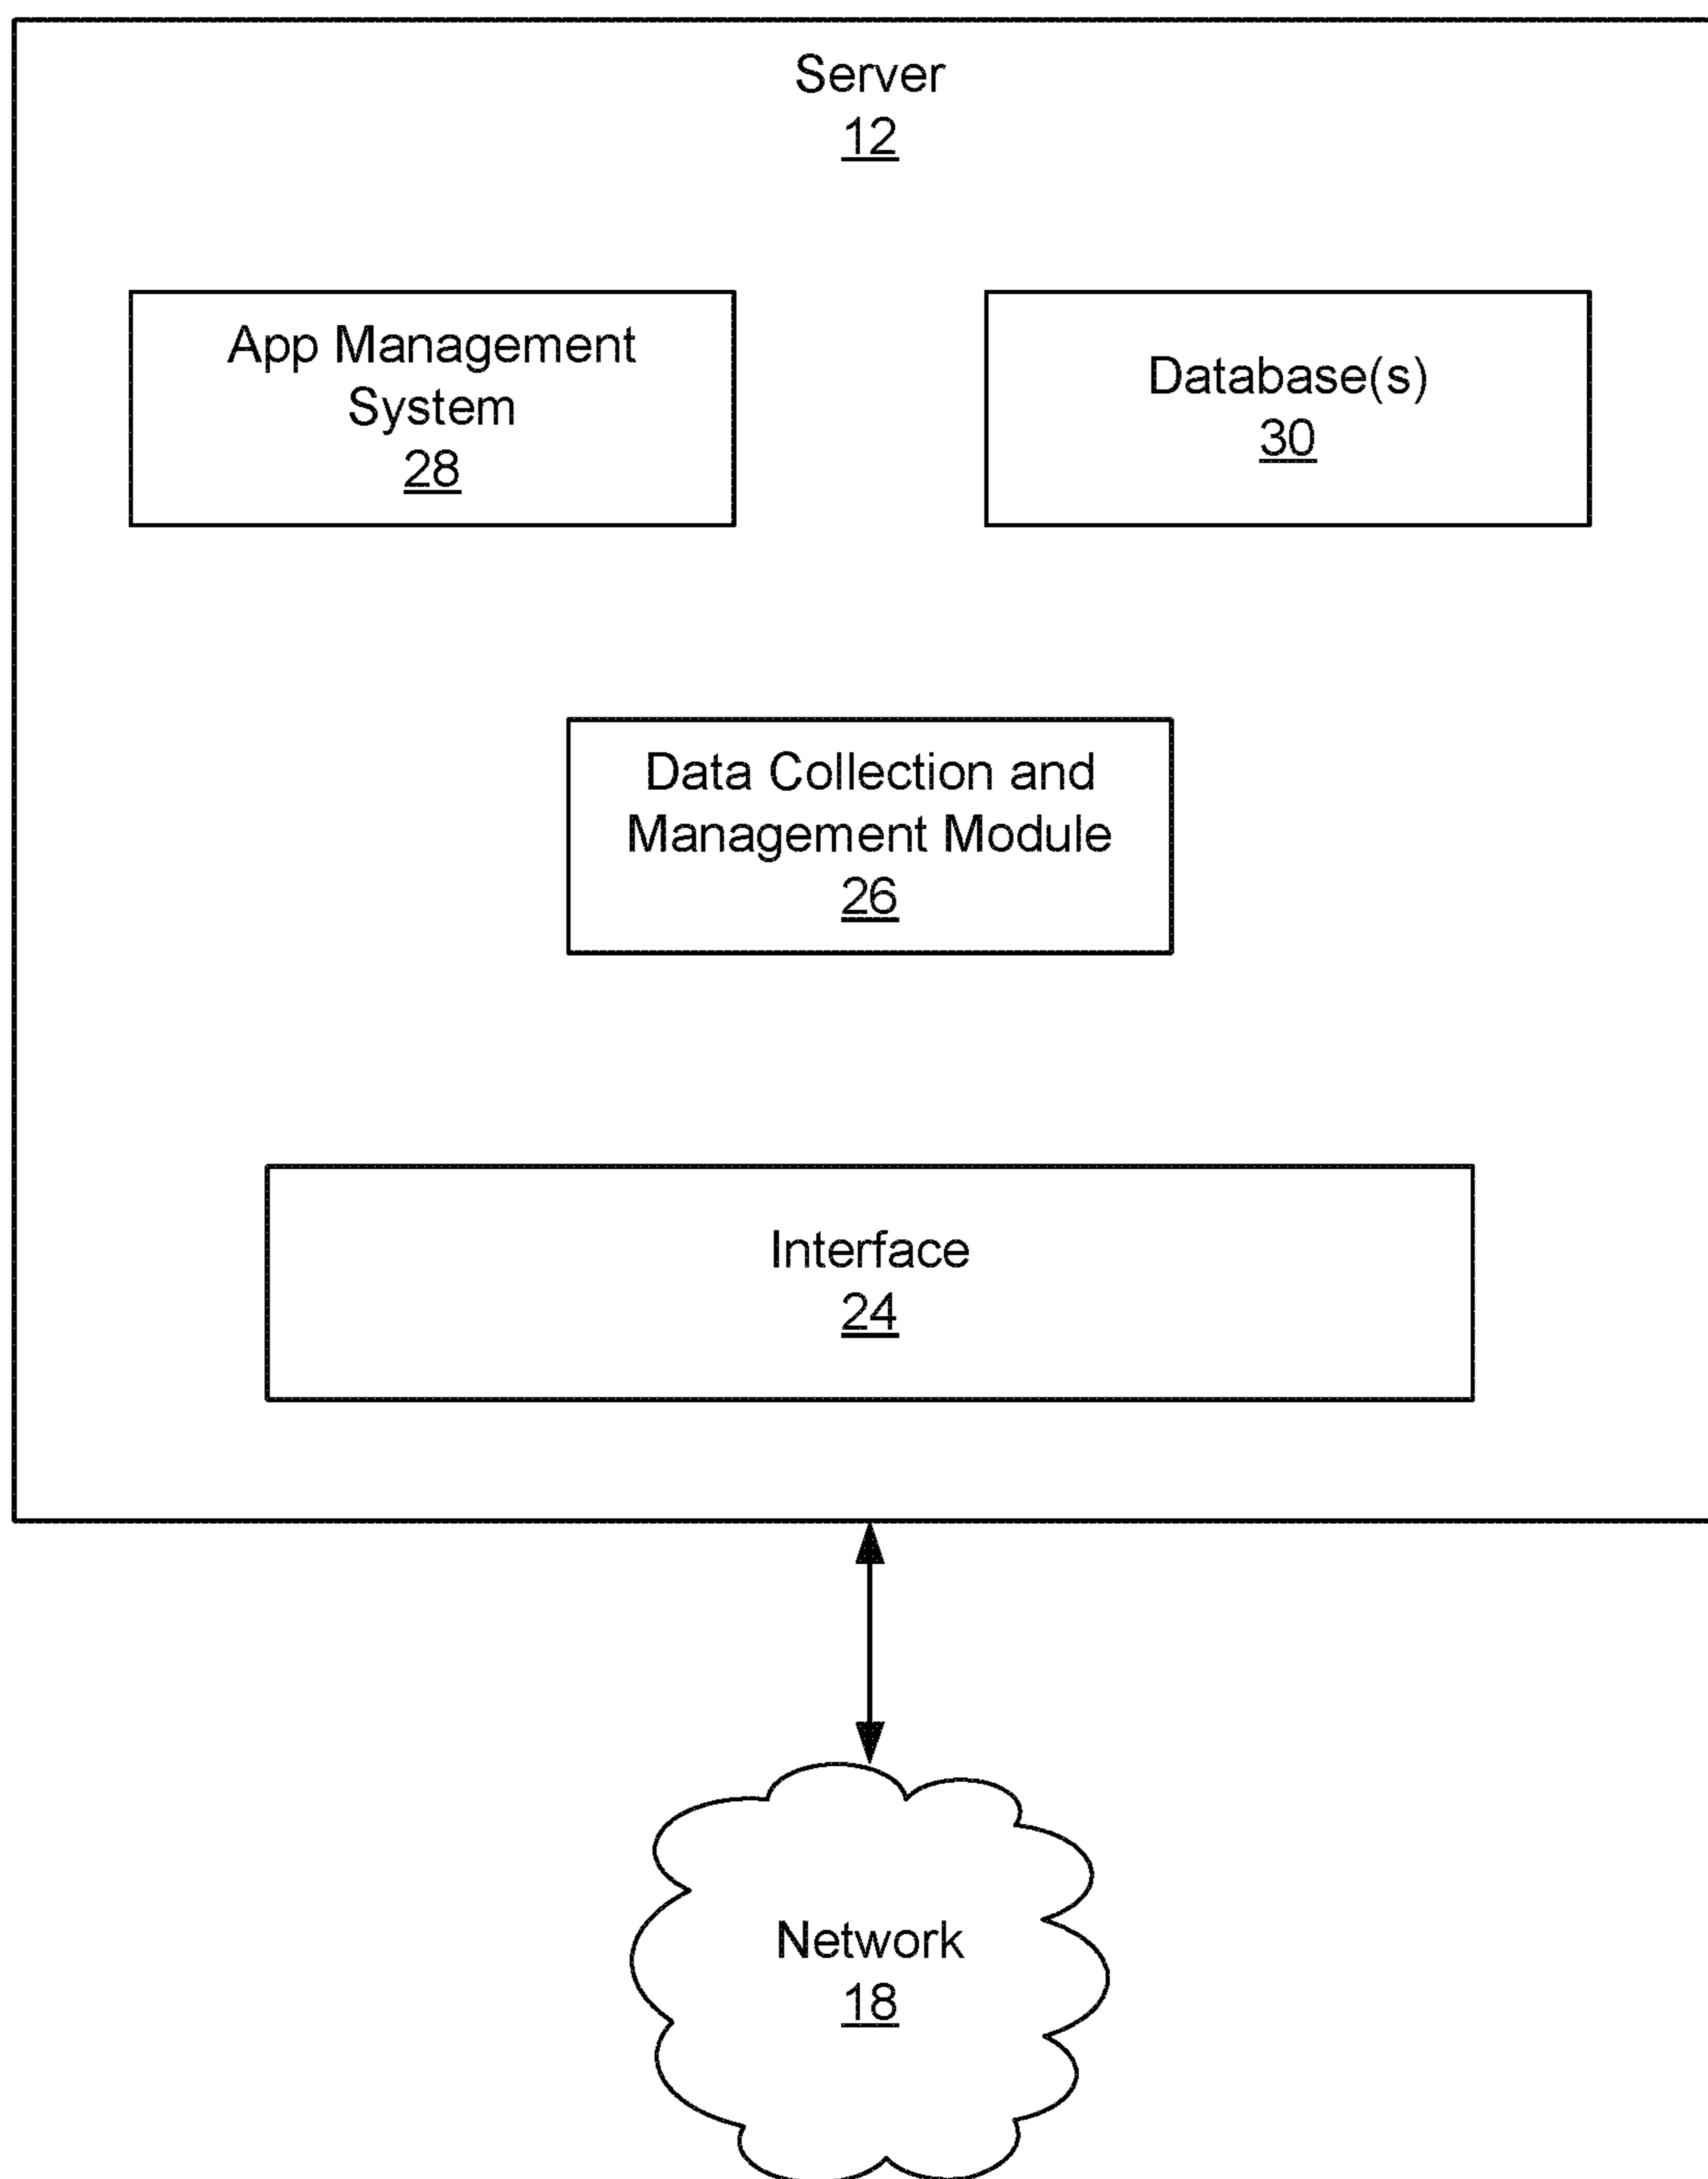 Server
12
App Management
System
28
Database(s)
30
Data Collection and
Management Module
26
Interface
24
Network
18